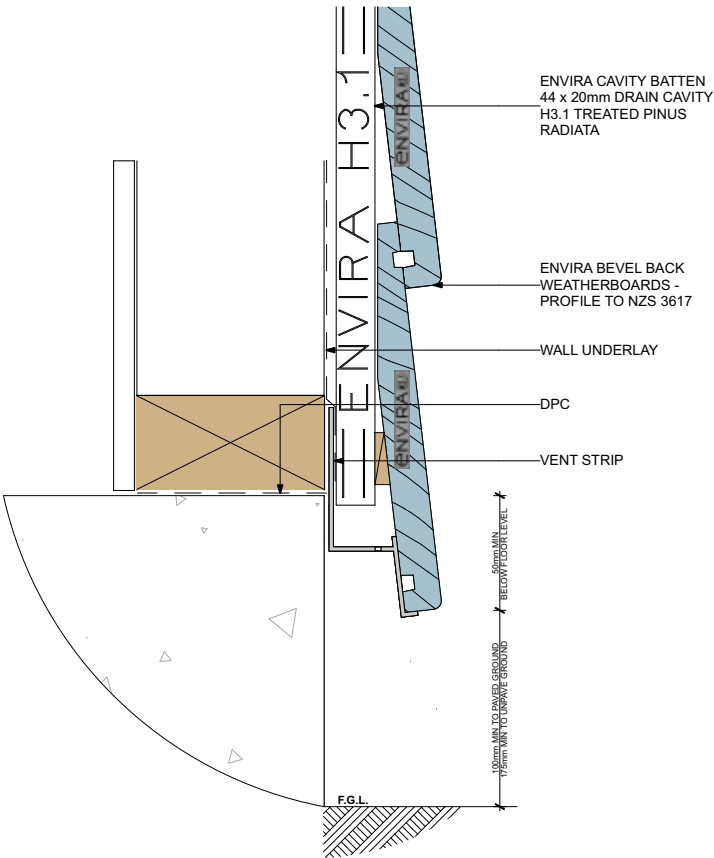 ENVIRA CAVITY BATTEN
44 x 20mm DRAIN CAVITY
H3.1 TREATED PINUS
RADIATA
ENVIRA BEVEL BACK
WEATHERBOARDS -
PROFILE TO NZS 3617
WALL UNDERLAY
DPC
VENT STRIP
ENVIRA H3.1
eNVIRA
eNVIRA
50mm MIN
BELOW FLOOR LEVEL
100mm MIN TO PAVED GROUND
175mm MIN TO UNPAVE GROUND
F.G.L.